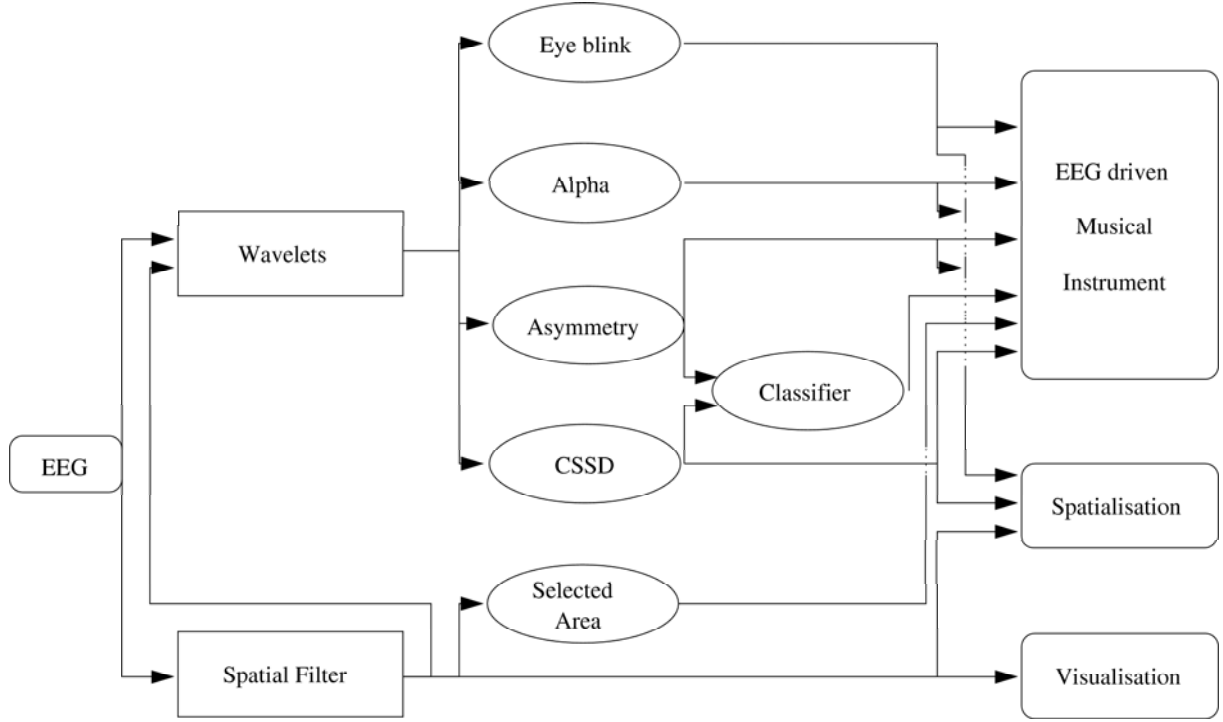 Eye blink
Alpha
EEG driven
Musical
Instrument
Wavelets
Asymmetry
Classifier
EEG
CSSD
Spatialisation
Selected
Area
Spatial Filter
Visualisation